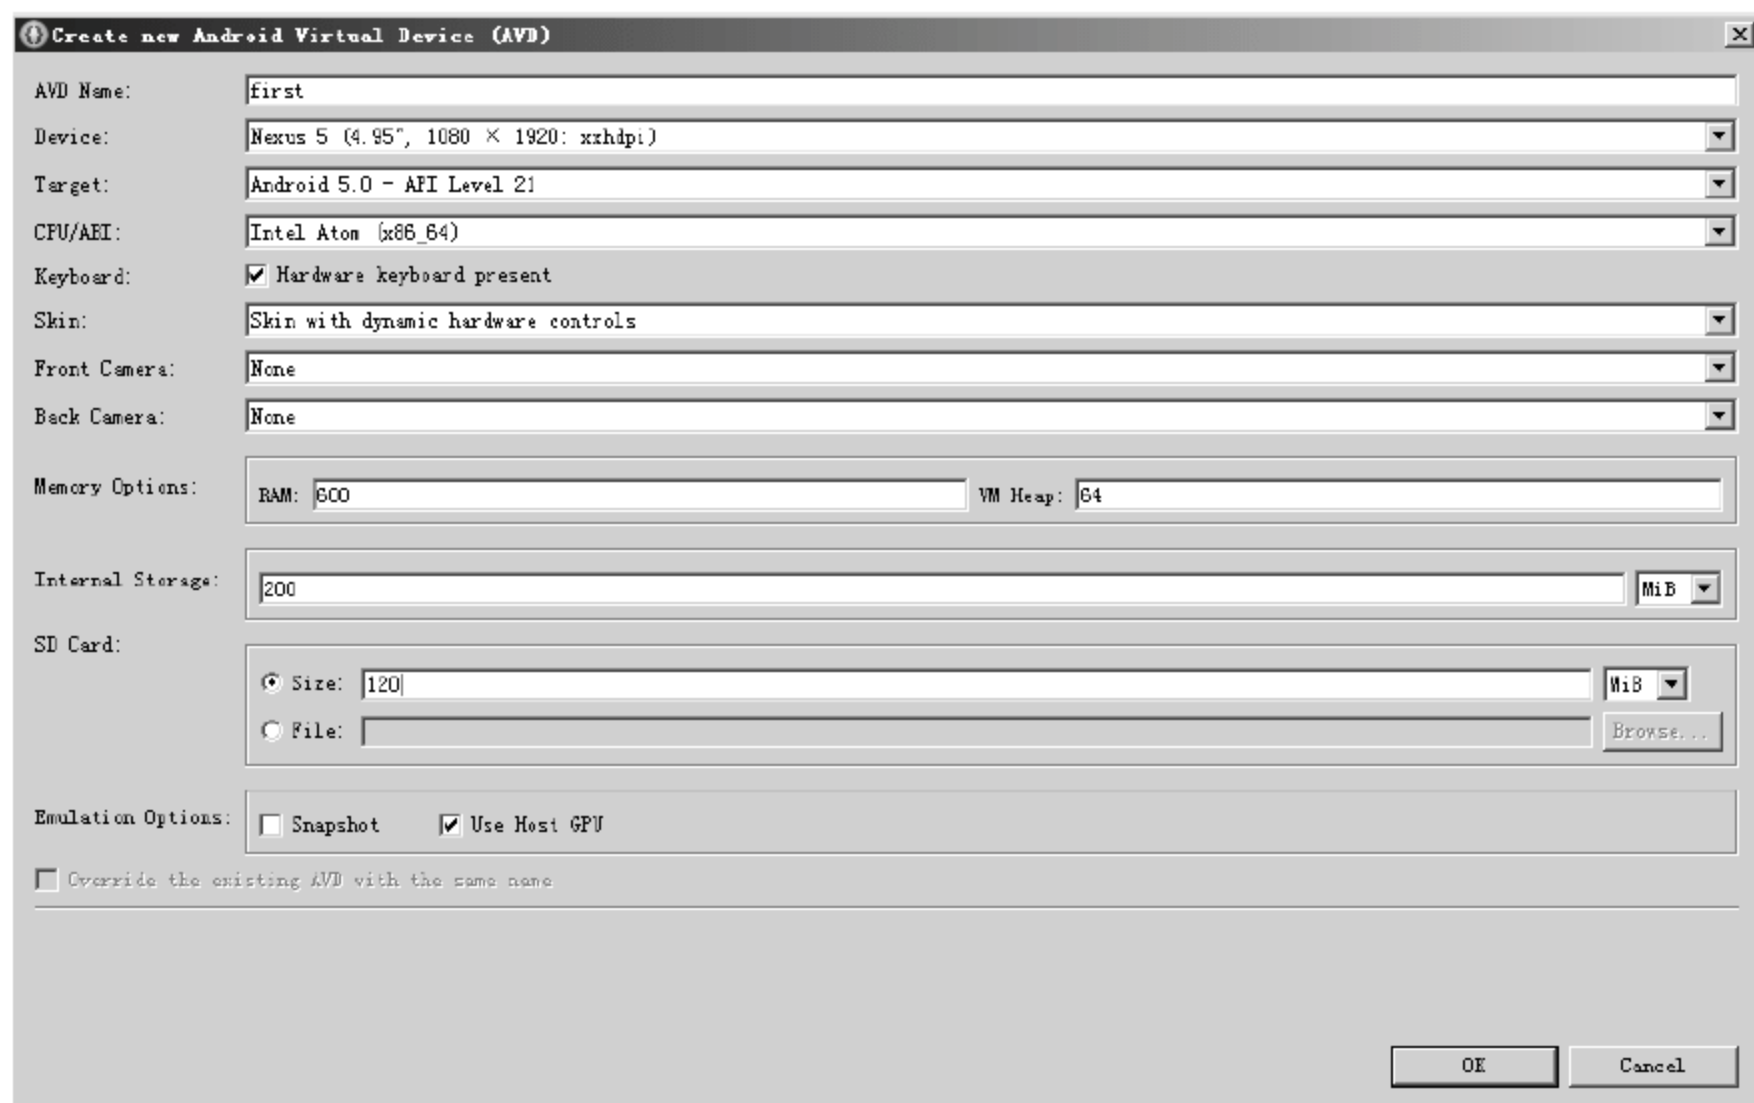 Create new Android Virtual Device (AVD)
AVD Name: first
Device: Nexus 5 (4.95", 1080 × 1920: xxhdpi)
Target: Android 5.0 - API Level 21
CPU/ABI: Intel Atom (x86_64)
Keyboard: Hardware keyboard present
Skin: Skin with dynamic hardware controls
Front Camera: None
Back Camera: None
Memory Options: RAM: 600 VM Heap: 64
Internal Storage: 200 MiB
SD Card:
Size: 120 MiB
File: Browse...
Emulation Options: Snapshot Use Host GPU
Override the existing AVD with the same name
OK Cancel